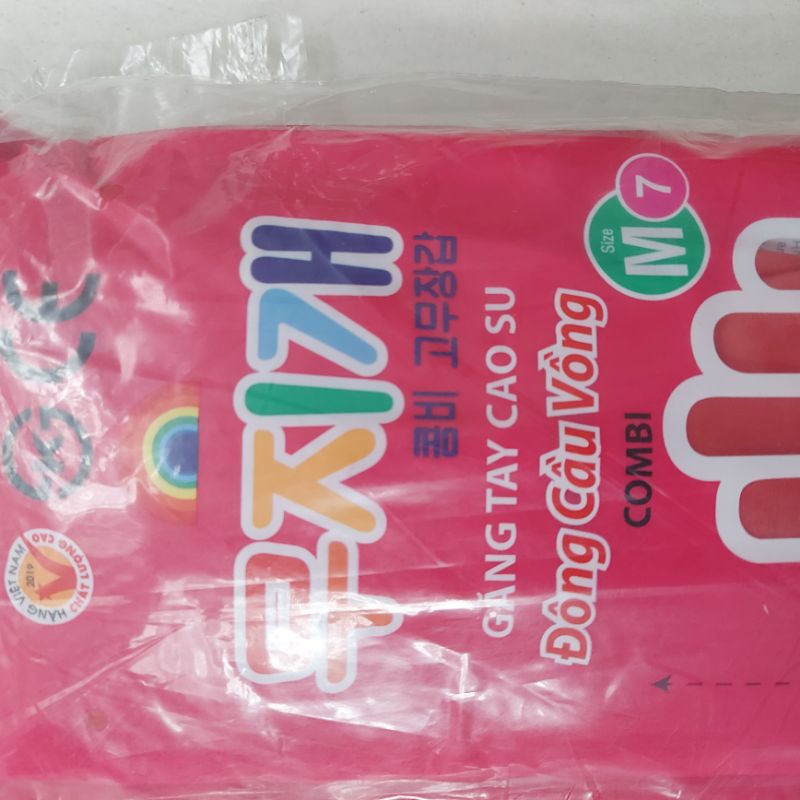 CE
HÀNG VIỆT NAM
2019
CHẤT LƯỢNG CAO
무지개
콤비 고무장갑
GĂNG TAY CAO SU
Đông Cầu Vồng
COMBI
Size
M
7